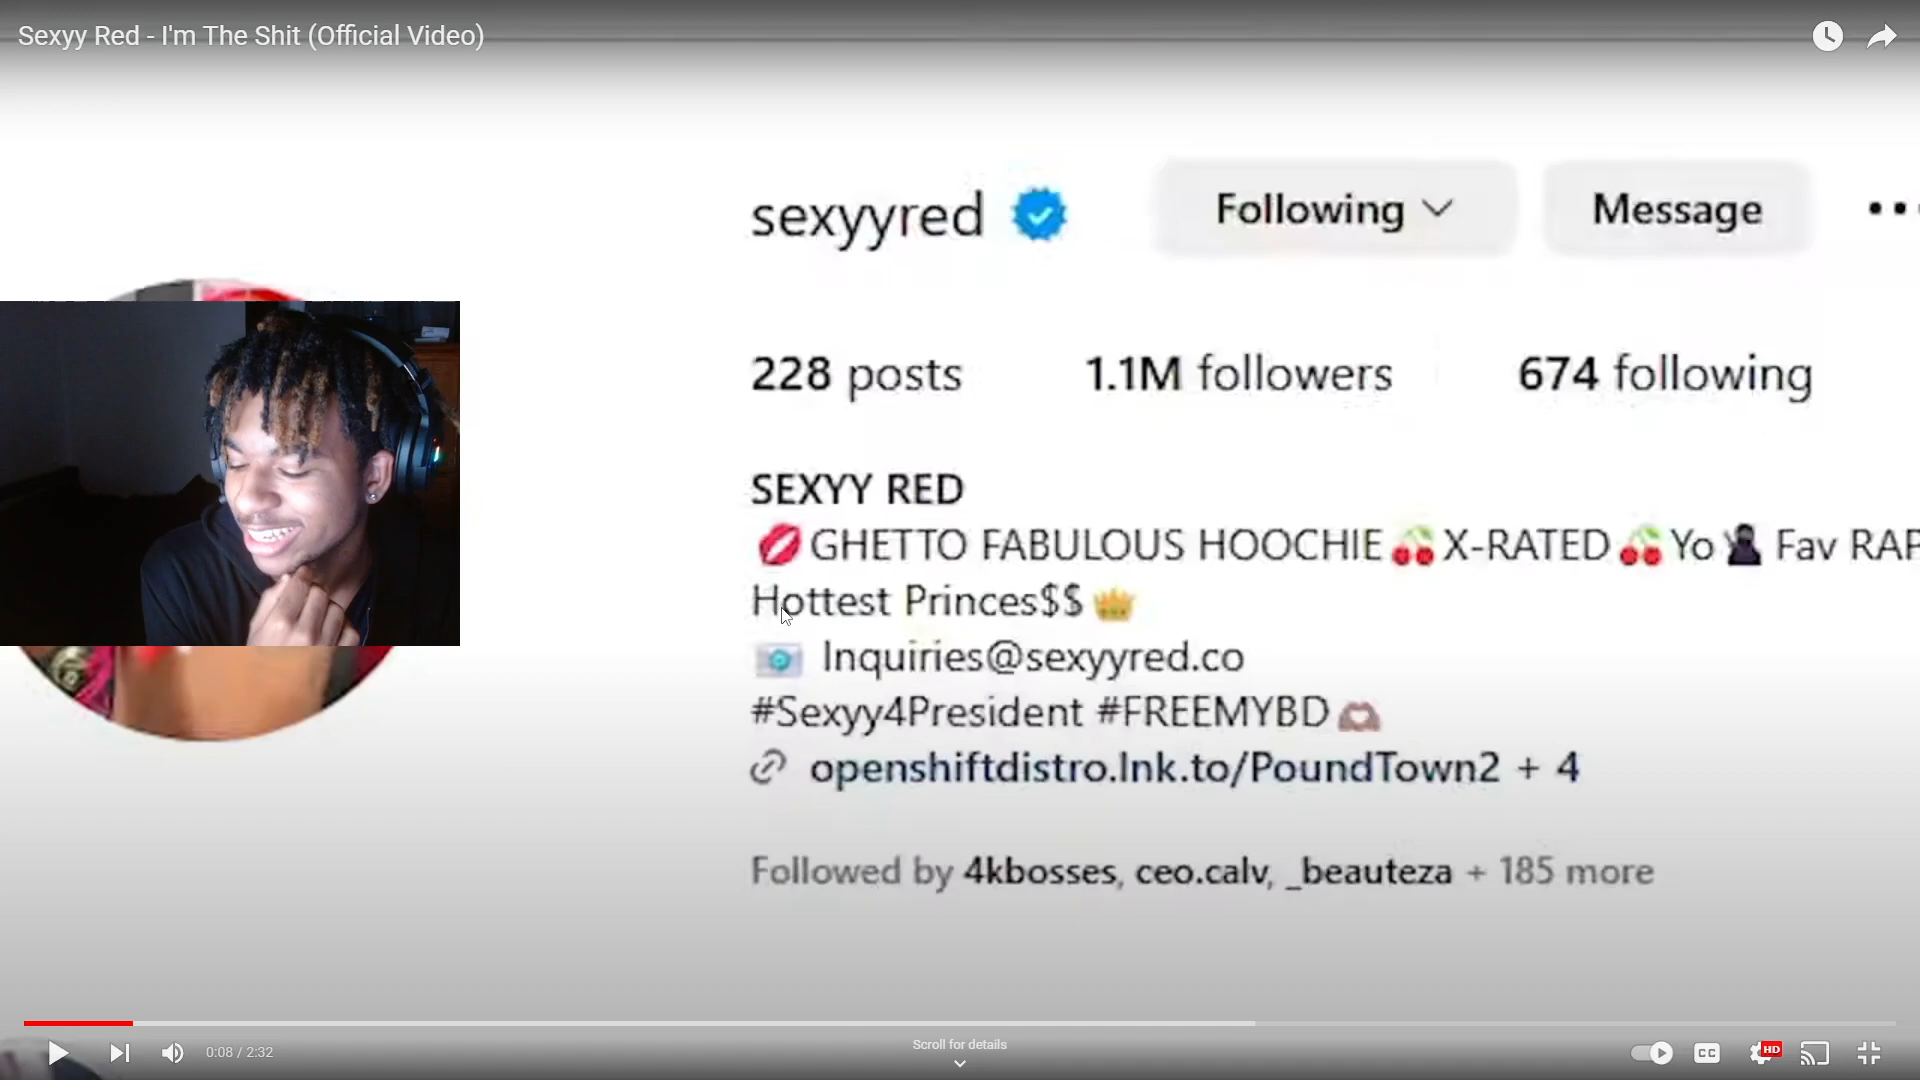 Sexyy Red - I'm The Shit (Official Video)
sexyyred Following Message
228 posts 1.1M followers 674 following
SEXYY RED
💋GHETTO FABULOUS HOOCHIE🍒X-RATED🍒Yo Fav RAP
Hottest Princes$$👑
📷 Inquiries@sexyyred.co
#Sexyy4President #FREEMYBD🫶🏽
openshiftdistro.lnk.to/PoundTown2 + 4
Followed by 4kbosses, ceo.calv, _beauteza + 185 more
Scroll for details
0:08 / 2:32
CC
HD